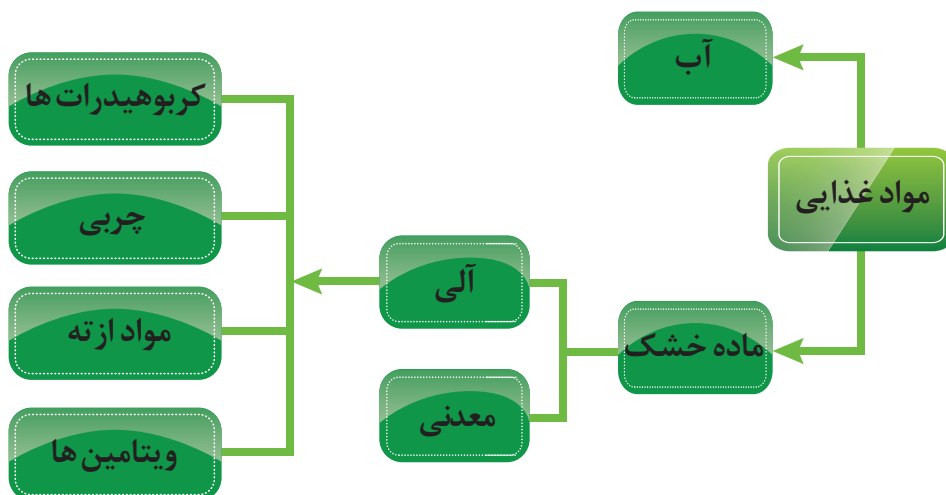 مواد غذایی
آب
ماده خشک
آلی
معدنی
کربوهیدرات ها
چربی
مواد ازته
ویتامین ها